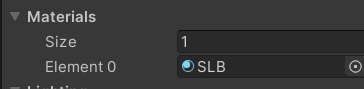 Materials
Size 1
Element 0 SLB